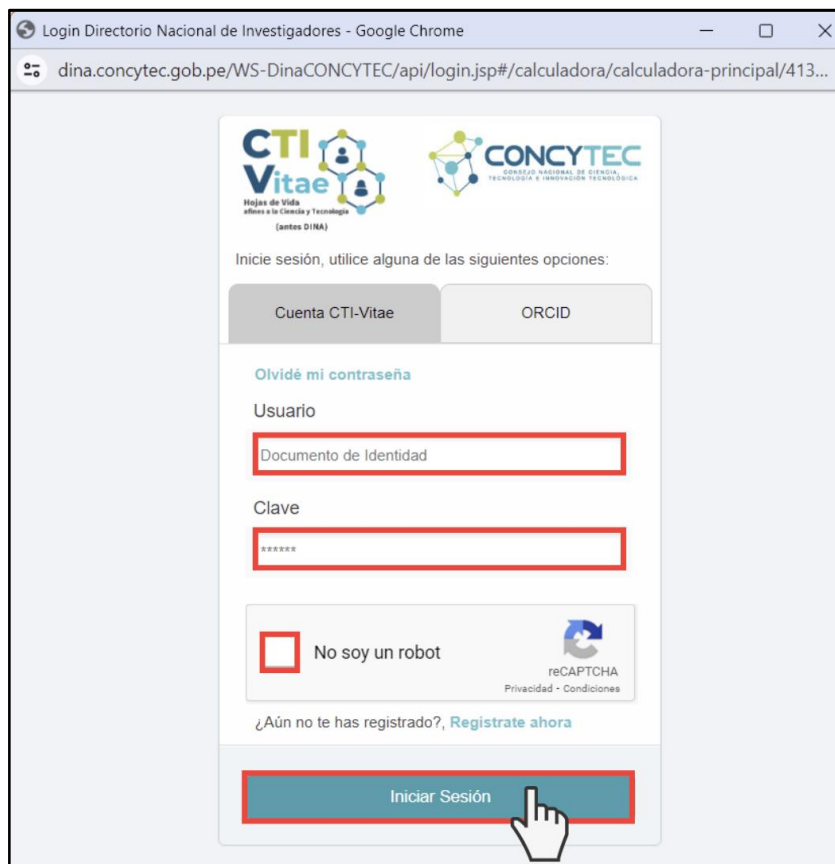 Login Directorio Nacional de Investigadores - Google Chrome
dina.concytec.gob.pe/WS-DinaCONCYTEC/api/login.jsp#/calculadora/calculadora-principal/413...
CTI
Vitae
Hojas de Vida
afines a la Ciencia y Tecnología
(antes DINA)
CONCYTEC
CONSEJO NACIONAL DE CIENCIA,
TECNOLOGÍA E INNOVACIÓN TECNOLÓGICA
Inicie sesión, utilice alguna de las siguientes opciones:
Cuenta CTI-Vitae
ORCID
Olvidé mi contraseña
Usuario
Documento de Identidad
Clave
******
No soy un robot
reCAPTCHA
Privacidad - Condiciones
¿Aún no te has registrado?, Registrate ahora
Iniciar Sesión